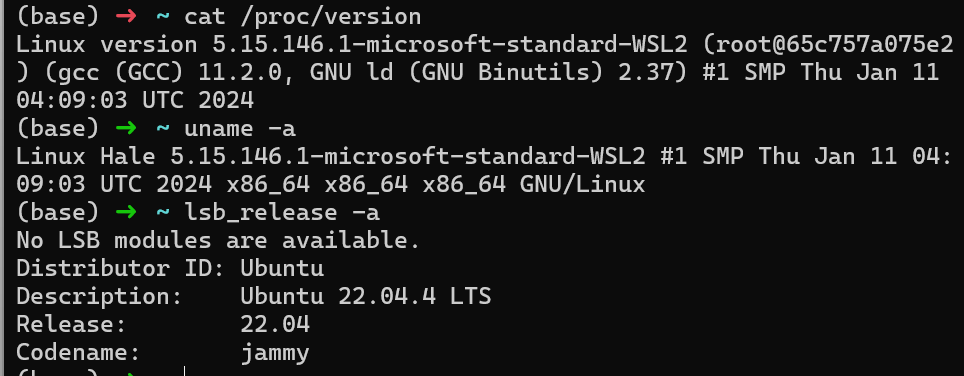 (base) ➜ ~ cat /proc/version
Linux version 5.15.146.1-microsoft-standard-WSL2 (root@65c757a075e2
) (gcc (GCC) 11.2.0, GNU ld (GNU Binutils) 2.37) #1 SMP Thu Jan 11
04:09:03 UTC 2024
(base) ➜ ~ uname -a
Linux Hale 5.15.146.1-microsoft-standard-WSL2 #1 SMP Thu Jan 11 04:
09:03 UTC 2024 x86_64 x86_64 x86_64 GNU/Linux
(base) ➜ ~ lsb_release -a
No LSB modules are available.
Distributor ID: Ubuntu
Description:    Ubuntu 22.04.4 LTS
Release:        22.04
Codename:       jammy